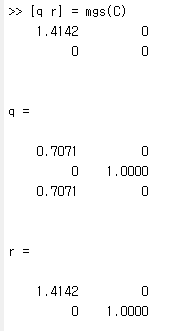 >> [q r] = mgs(C)
1.4142 0
0 0
q =
0.7071 0
0 1.0000
0.7071 0
r =
1.4142 0
0 1.0000